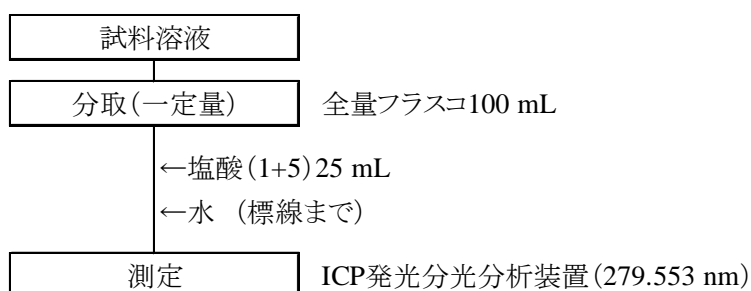 試料溶液
分取(一定量) 全量フラスコ100 mL
←塩酸(1+5)25 mL
←水 (標線まで)
測定 ICP発光分光分析装置(279.553 nm)